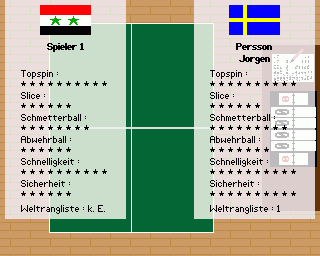 Spieler 1
Topspin :
★ ★ ★ ★ ★ ★ ★ ★ ★ ★
Slice :
★ ★ ★ ★ ★ ★
Schmetterball :
★ ★ ★ ★ ★ ★ ★ ★
Abwehrball :
★ ★ ★ ★ ★ ★
Schnelligkeit :
★ ★ ★ ★ ★ ★ ★ ★
Sicherheit :
★ ★ ★ ★ ★ ★
Weltrangliste : k. E.
Persson
Jorgen
Topspin :
★ ★ ★ ★ ★ ★ ★ ★ ★ ★
Slice :
★ ★ ★ ★ ★ ★
Schmetterball :
★ ★ ★ ★ ★ ★ ★ ★ ★
Abwehrball :
★ ★ ★ ★ ★ ★ ★
Schnelligkeit :
★ ★ ★ ★ ★ ★ ★ ★ ★
Sicherheit :
★ ★ ★ ★ ★ ★ ★ ★
Weltrangliste : 1